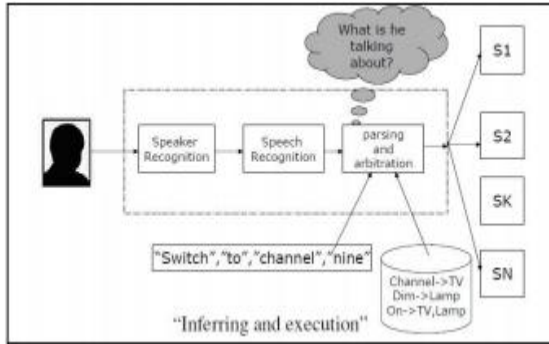 What is he
talking
about?
S1
Speaker
Recognition
Speech
Recognition
parsing
and
arbitration
S2
SK
"Switch","to","channel","nine"
Channel->TV
Dim->Lamp
On->TV,Lamp
SN
"Inferring and execution"